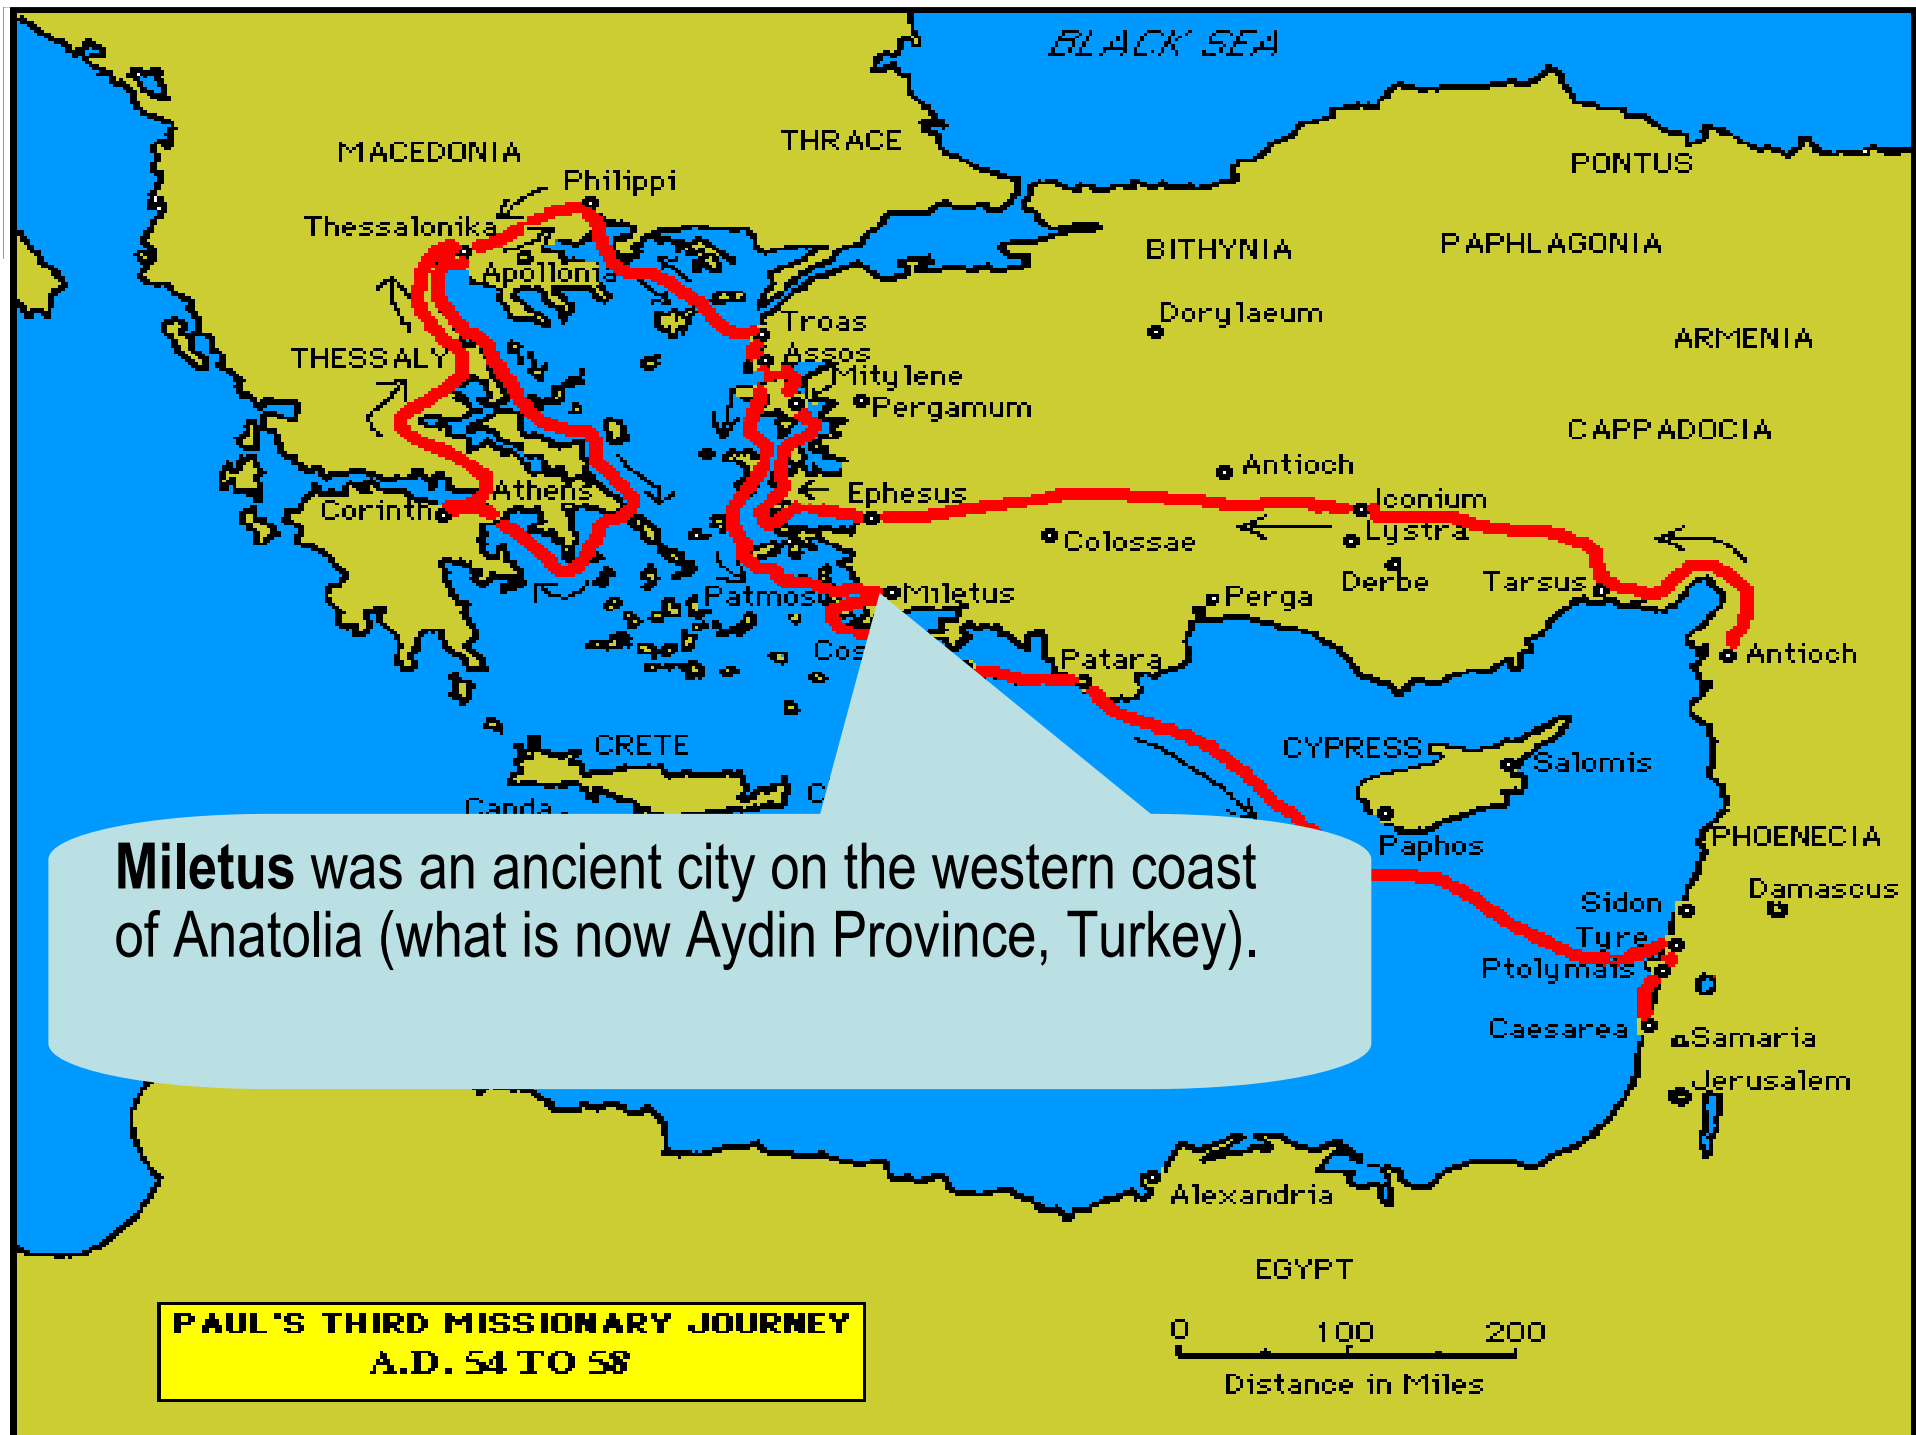 BLACK SEA
THRACE
MACEDONIA
PONTUS
Philippi
Thessalonika
BITHYNIA
PAPHLAGONIA
Apollonia
Dorylaeum
Troas
ARMENIA
Assos
THESSALY
Mitylene
Pergamum
CAPPADOCIA
Antioch
Athens
Ephesus
Iconium
Corinth
Lystra
Colossae
Derbe
Tarsus
Patmos
Miletus
Perga
Cos
Patara
Antioch
CRETE
CYPRESS
Salomis
Canda
PHOENECIA
Paphos
Miletus was an ancient city on the western coast
of Anatolia (what is now Aydin Province, Turkey).
Damascus
Sidon
Tyre
Ptolymais
Caesarea
Samaria
Jerusalem
Alexandria
EGYPT
PAUL'S THIRD MISSIONARY JOURNEY
A.D. 54 TO 58
0 100 200
Distance in Miles